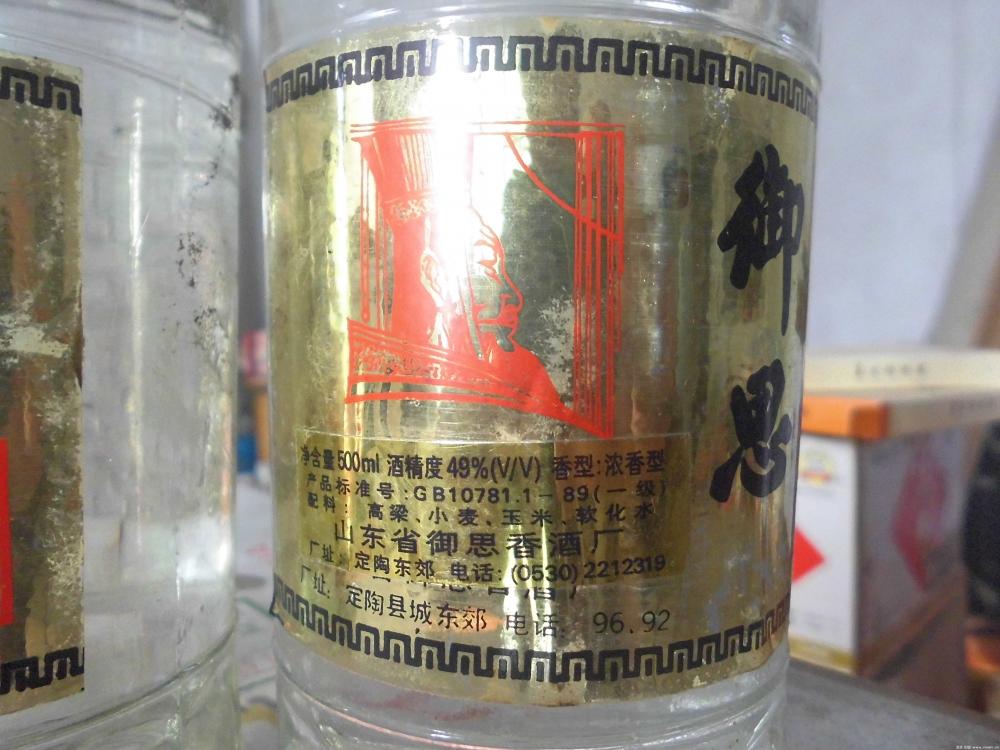 御思
净含量500ml 酒精度49%(V/V) 香型:浓香型
产品标准号:GB10781.1-89(一级)
配料:高粱、小麦、玉米、软化水
山东省御思香酒厂
厂址:定陶东郊 电话:(0530)2212319
厂址:定陶县城东郊 电话:96.92